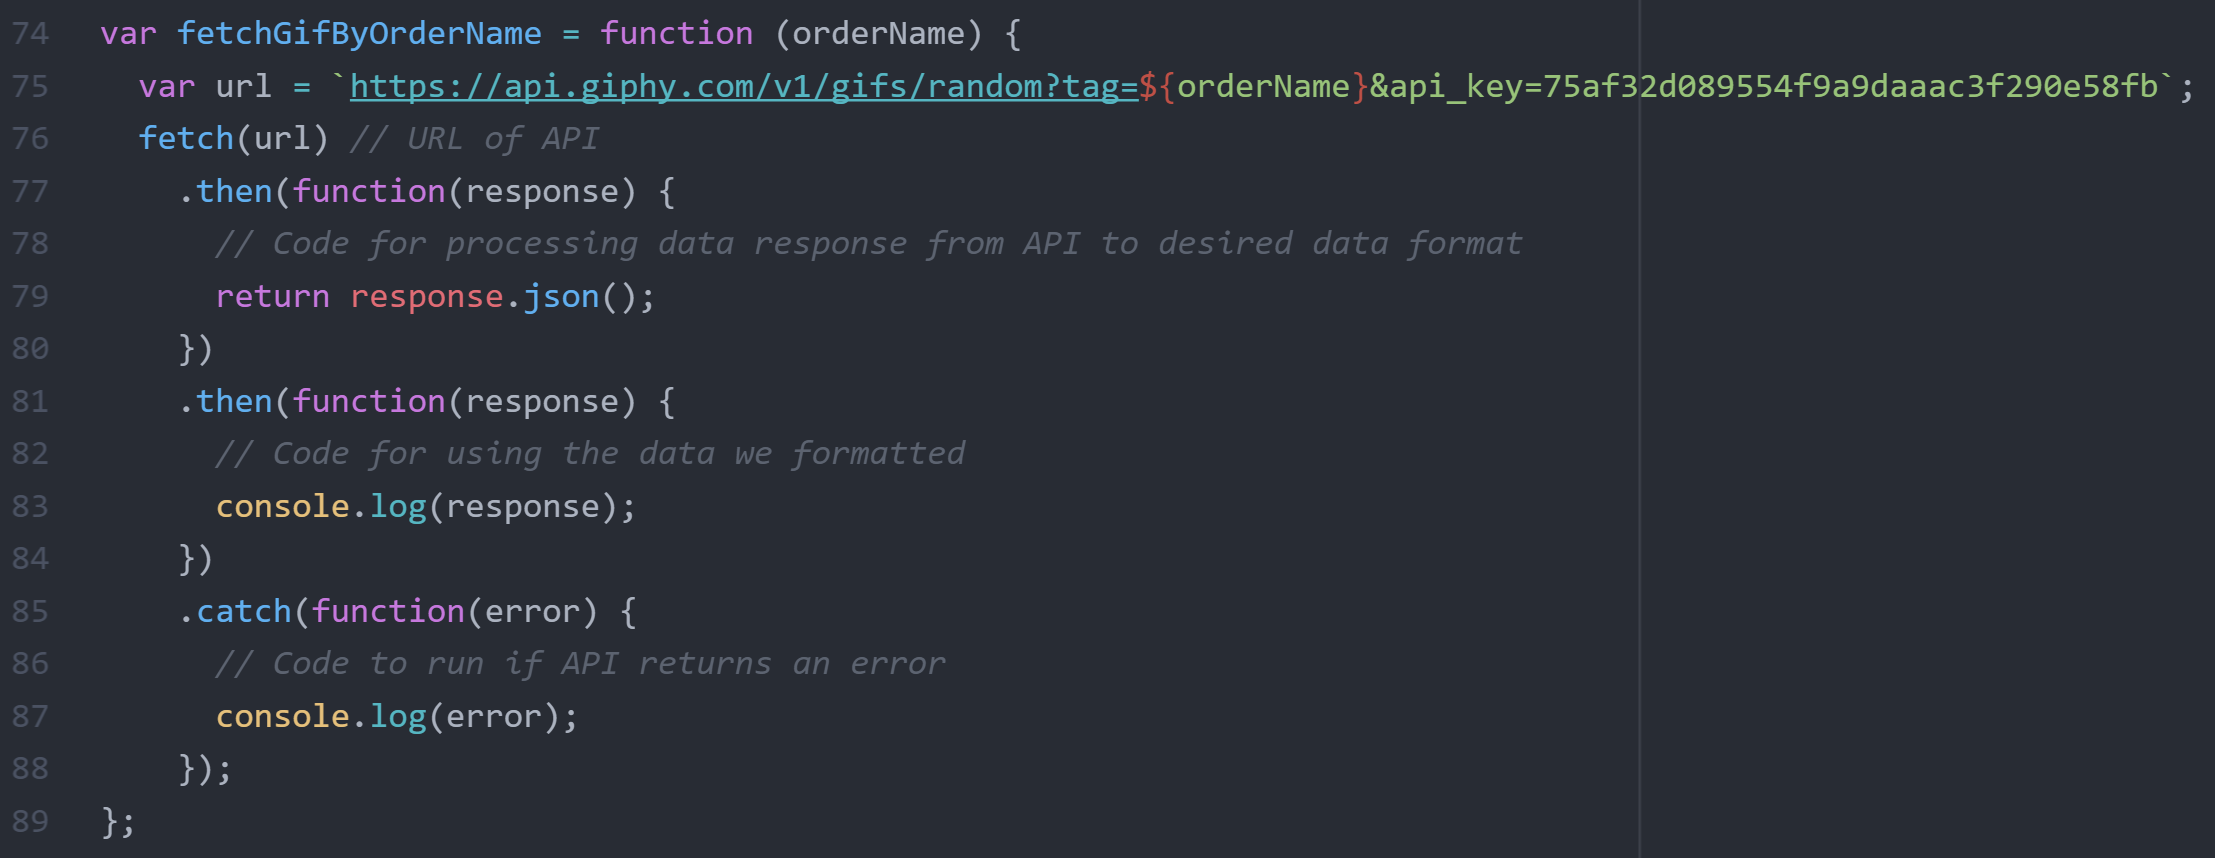 74 var fetchGifByOrderName = function (orderName) {
75 var url = `https://api.giphy.com/v1/gifs/random?tag=${orderName}&api_key=75af32d089554f9a9daaac3f290e58fb`;
76 fetch(url) // URL of API
77 .then(function(response) {
78 // Code for processing data response from API to desired data format
79 return response.json();
80 })
81 .then(function(response) {
82 // Code for using the data we formatted
83 console.log(response);
84 })
85 .catch(function(error) {
86 // Code to run if API returns an error
87 console.log(error);
88 });
89 };